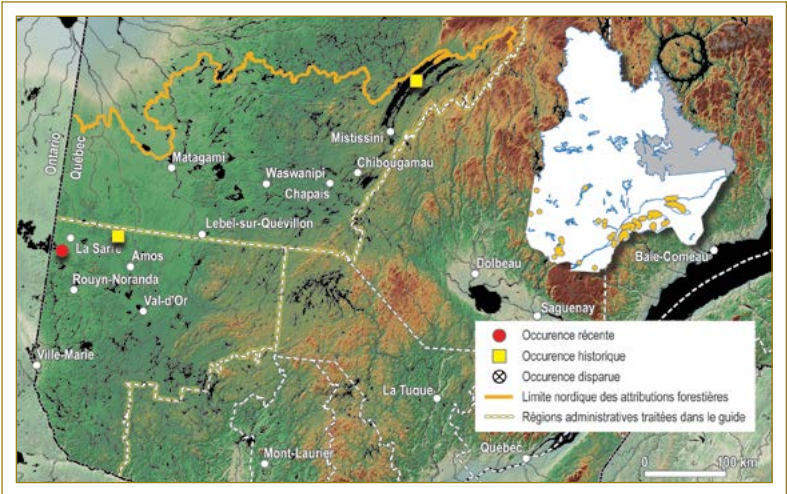 Ontario
Québec
Matagami
Mistissini
Waswanipi
Chibougamau
Chapais
Lebel-sur-Quévillon
La Sarre
Amos
Rouyn-Noranda
Val-d'Or
Ville-Marie
Dolbeau
Saguenay
Baie-Comeau
La Tuque
Mont-Laurier
Québec
Occurence récente
Occurence historique
Occurence disparue
Limite nordique des attributions forestières
Régions administratives traitées dans le guide
0 100 km